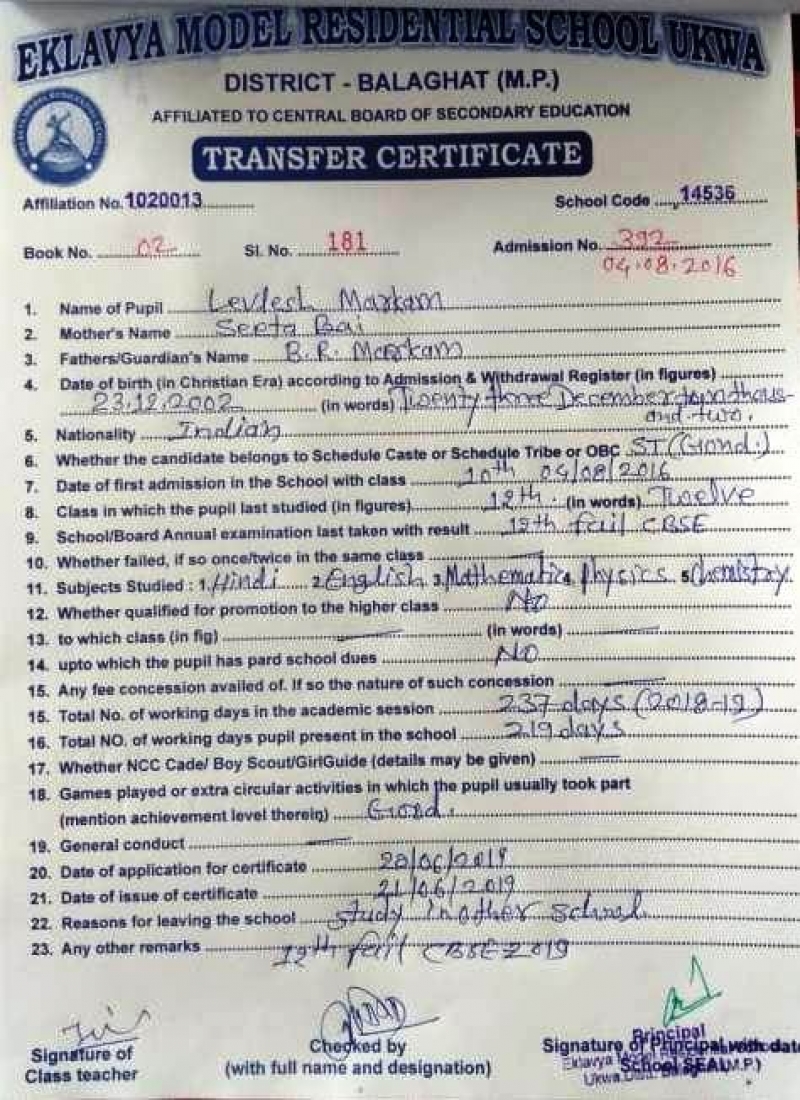 EKLAVYA MODEL RESIDENTIAL SCHOOL UKWA
DISTRICT - BALAGHAT (M.P.)
AFFILIATED TO CENTRAL BOARD OF SECONDARY EDUCATION
TRANSFER CERTIFICATE
Affiliation No. 1020013 School Code 14536
Book No. 02 Sl. No. 181 Admission No. 392
04.08.2016
1. Name of Pupil Levdesh Markam
2. Mother's Name Seeta Bai
3. Fathers/Guardian's Name B.R. Markam
4. Date of birth (in Christian Era) according to Admission & Withdrawal Register (in figures)
23.12.2002 (in words) Twenty three December two thous-
and two.
5. Nationality Indian
6. Whether the candidate belongs to Schedule Caste or Schedule Tribe or OBC ST (Gond.)
7. Date of first admission in the School with class 10th 04/08/2016
8. Class in which the pupil last studied (in figures) 12th. (in words) Twelve
9. School/Board Annual examination last taken with result 12th fail CBSE
10. Whether failed, if so once/twice in the same class
11. Subjects Studied : 1. Hindi 2. English 3. Mathematic 4. Physics 5. Chemistry
12. Whether qualified for promotion to the higher class No
13. to which class (in fig) (in words)
14. upto which the pupil has pard school dues No
15. Any fee concession availed of. If so the nature of such concession
15. Total No. of working days in the academic session 237 days (2018-19)
16. Total NO. of working days pupil present in the school 219 days
17. Whether NCC Cade/ Boy Scout/GirlGuide (details may be given)
18. Games played or extra circular activities in which the pupil usually took part
(mention achievement level therein) Good.
19. General conduct
20. Date of application for certificate 20/06/2019
21. Date of issue of certificate 21/06/2019
22. Reasons for leaving the school Study in other School
23. Any other remarks 12th fail CBSE 2019
Signature of
Class teacher
Checked by
(with full name and designation)
Principal
Signature of Principal with date
School SEAL
Eklavya
Ukwa (M.P.)